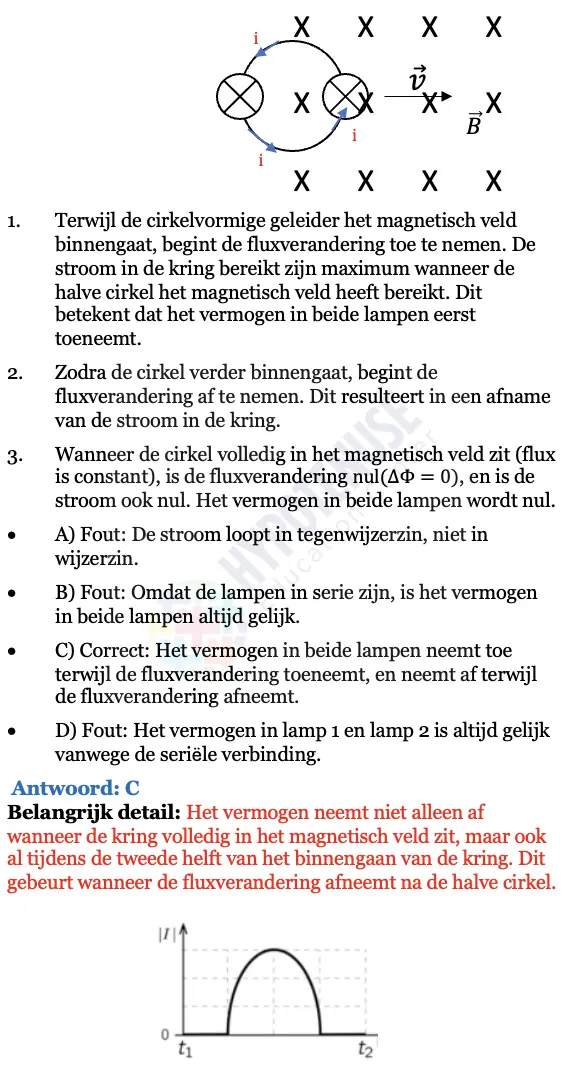 X X X X
i
v⃗
X X X X
B⃗
i
i
X X X X
1. Terwijl de cirkelvormige geleider het magnetisch veld
binnengaat, begint de fluxverandering toe te nemen. De
stroom in de kring bereikt zijn maximum wanneer de
halve cirkel het magnetisch veld heeft bereikt. Dit
betekent dat het vermogen in beide lampen eerst
toeneemt.
2. Zodra de cirkel verder binnengaat, begint de
fluxverandering af te nemen. Dit resulteert in een afname
van de stroom in de kring.
3. Wanneer de cirkel volledig in het magnetisch veld zit (flux
is constant), is de fluxverandering nul(ΔΦ = 0), en is de
stroom ook nul. Het vermogen in beide lampen wordt nul.
• A) Fout: De stroom loopt in tegenwijzerzin, niet in
wijzerzin.
• B) Fout: Omdat de lampen in serie zijn, is het vermogen
in beide lampen altijd gelijk.
• C) Correct: Het vermogen in beide lampen neemt toe
terwijl de fluxverandering toeneemt, en neemt af terwijl
de fluxverandering afneemt.
• D) Fout: Het vermogen in lamp 1 en lamp 2 is altijd gelijk
vanwege de seriële verbinding.
Antwoord: C
Belangrijk detail: Het vermogen neemt niet alleen af
wanneer de kring volledig in het magnetisch veld zit, maar ook
al tijdens de tweede helft van het binnengaan van de kring. Dit
gebeurt wanneer de fluxverandering afneemt na de halve cirkel.
|I|
0
t₁ t₂